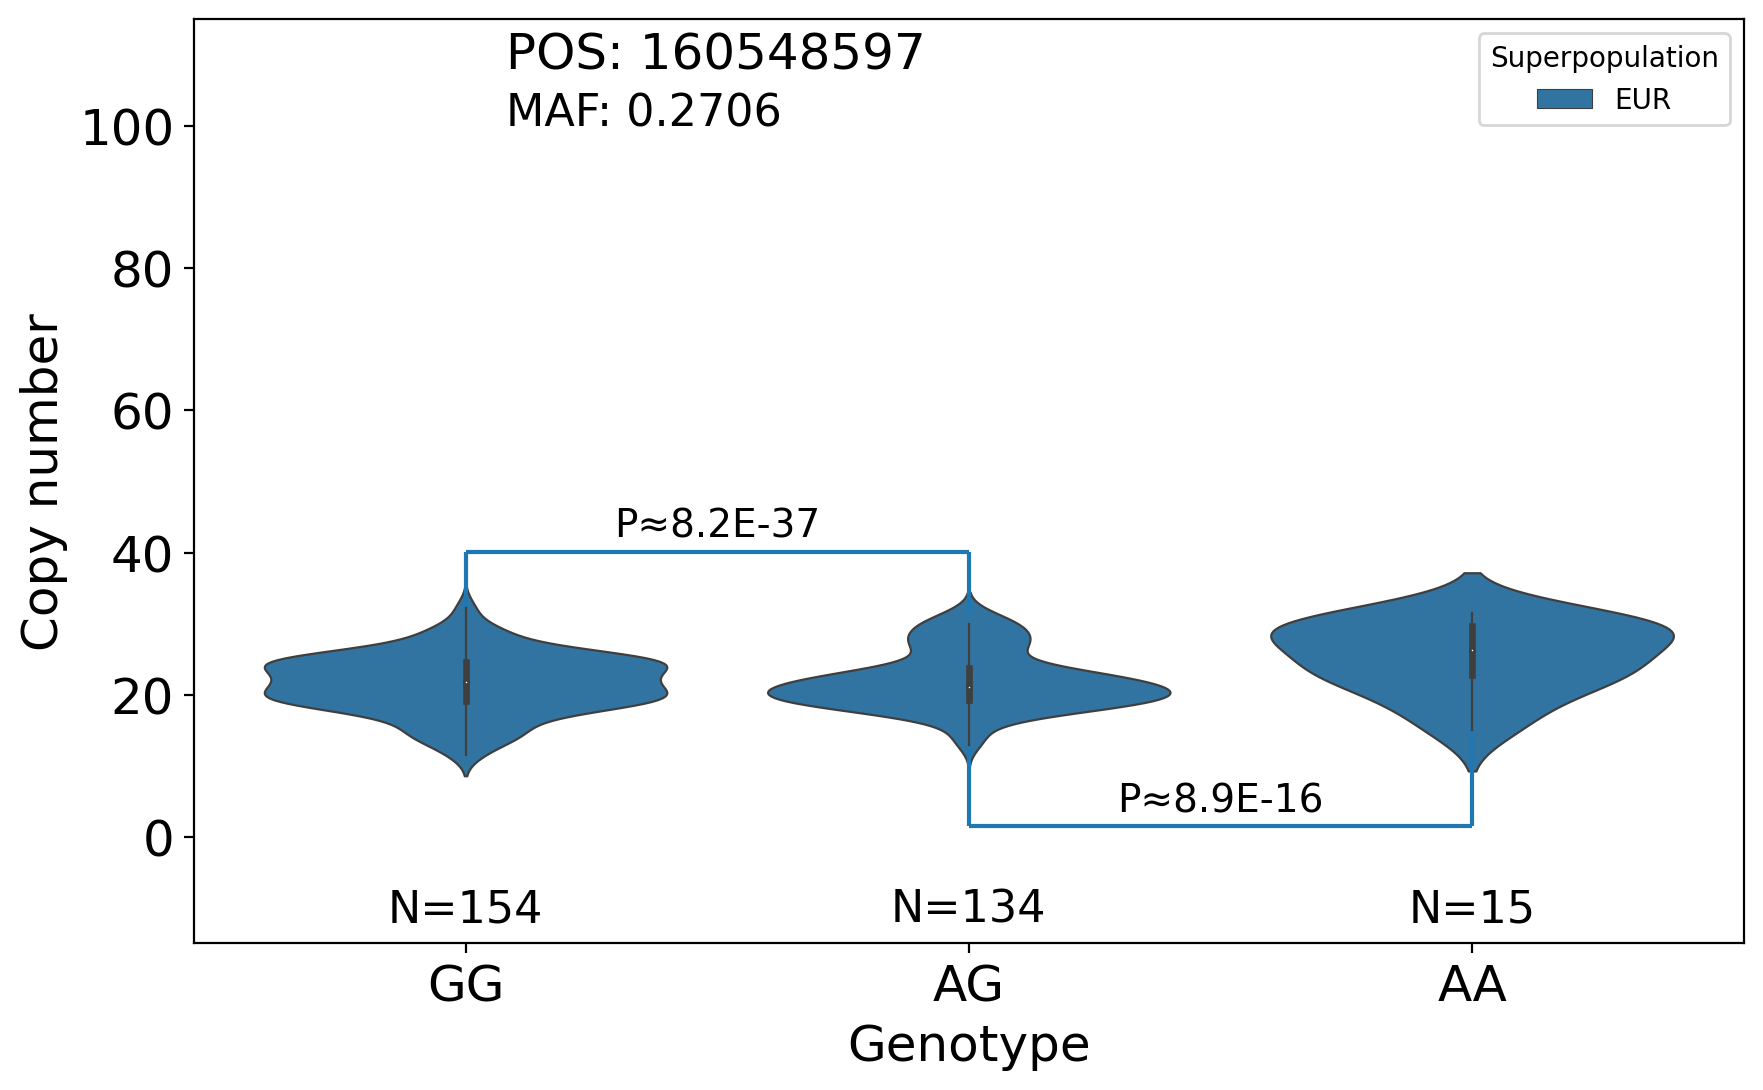 POS: 160548597
MAF: 0.2706
Superpopulation
EUR
100
80
60
40
20
0
Copy number
P≈8.2E-37
P≈8.9E-16
N=154
N=134
N=15
GG
AG
AA
Genotype